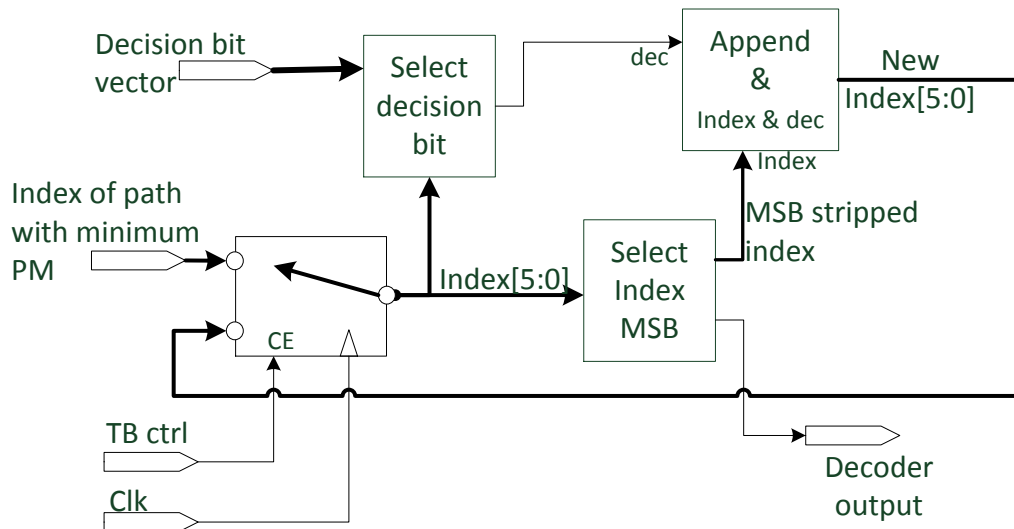 Decision bit
vector
Select
decision
bit
dec
Append
&
Index & dec
New
Index[5:0]
Index
Index of path
with minimum
PM
MSB stripped
index
Index[5:0]
Select
Index
MSB
CE
TB ctrl
Clk
Decoder
output